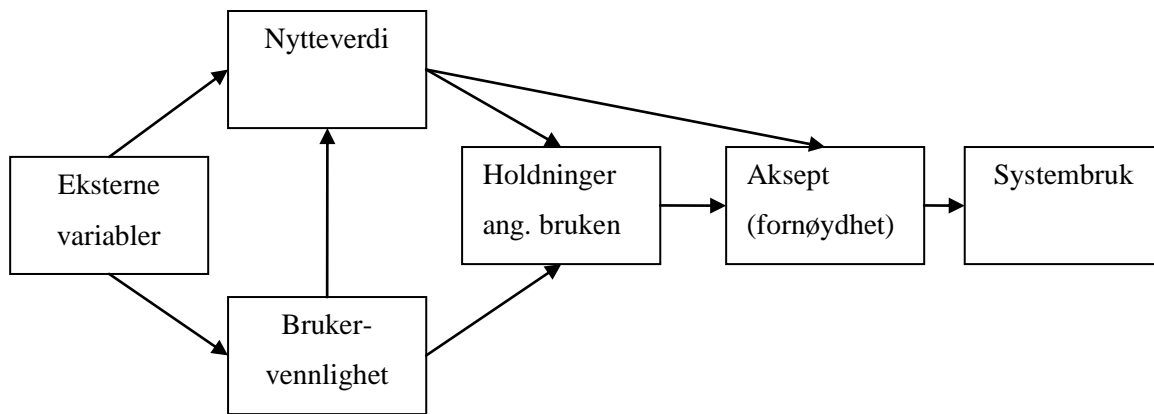 Nytteverdi
Eksterne
variabler
Holdninger
ang. bruken
Aksept
(fornøydhet)
Systembruk
Bruker-
vennlighet